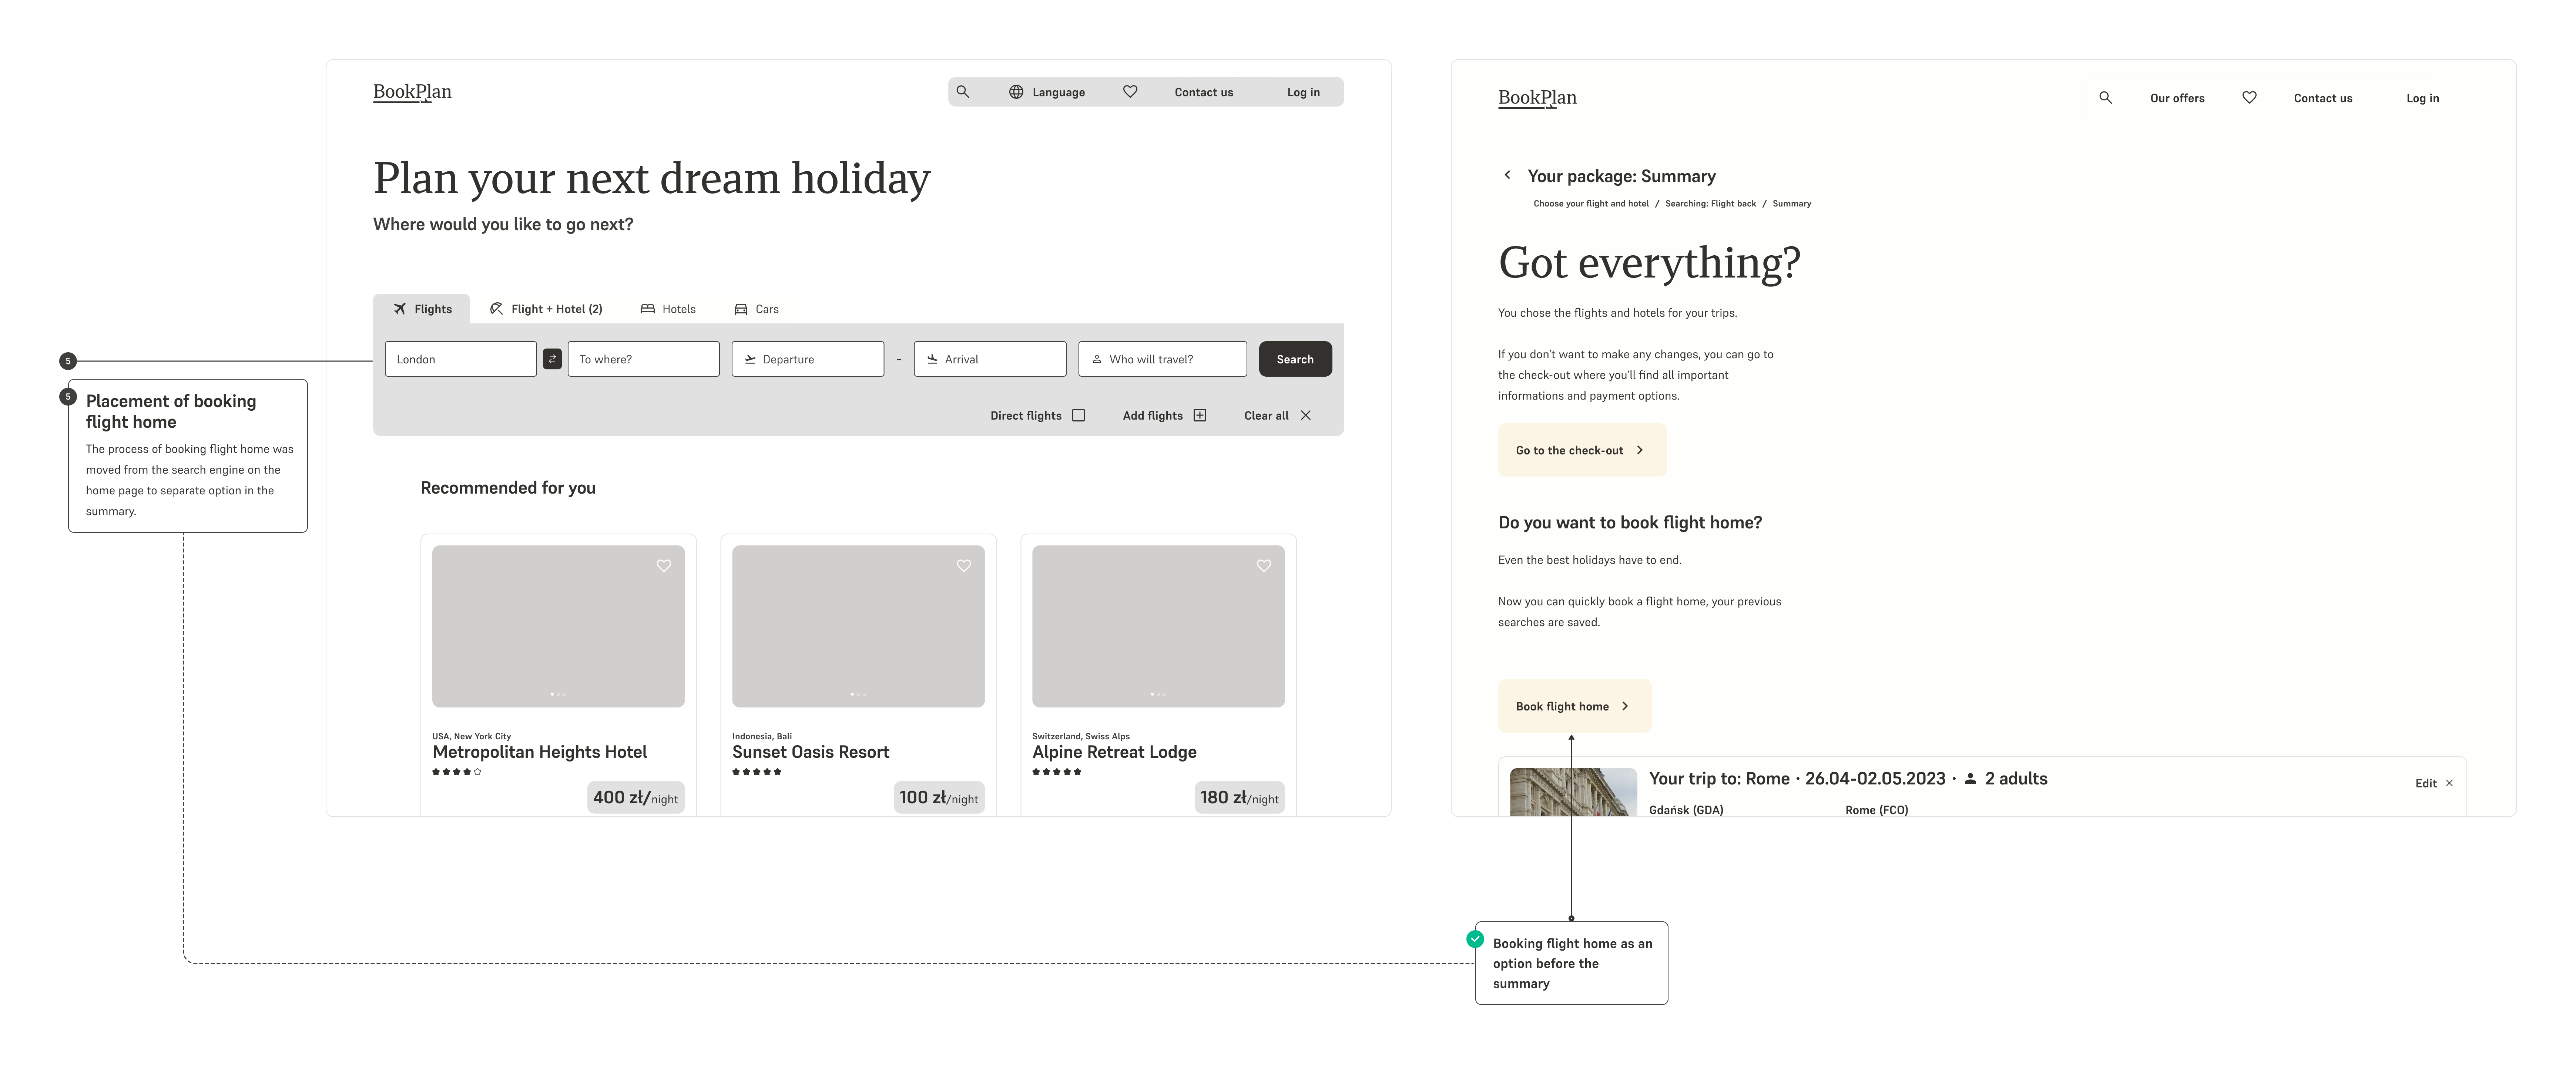 BookPlan
Language
Contact us
Log in
Plan your next dream holiday
Where would you like to go next?
Flights
Flight + Hotel (2)
Hotels
Cars
London
To where?
Departure
-
Arrival
Who will travel?
Search
Direct flights
Add flights
Clear all
5
5
Placement of booking
flight home
The process of booking flight home was
moved from the search engine on the
home page to separate option in the
summary.
Recommended for you
USA, New York City
Metropolitan Heights Hotel
400 zł/night
Indonesia, Bali
Sunset Oasis Resort
100 zł/night
Switzerland, Swiss Alps
Alpine Retreat Lodge
180 zł/night
BookPlan
Our offers
Contact us
Log in
Your package: Summary
Choose your flight and hotel / Searching: Flight back / Summary
Got everything?
You chose the flights and hotels for your trips.
If you don't want to make any changes, you can go to
the check-out where you'll find all important
informations and payment options.
Go to the check-out
Do you want to book flight home?
Even the best holidays have to end.
Now you can quickly book a flight home, your previous
searches are saved.
Book flight home
Your trip to: Rome · 26.04-02.05.2023 · 2 adults
Edit
Gdańsk (GDA)
Rome (FCO)
Booking flight home as an
option before the
summary